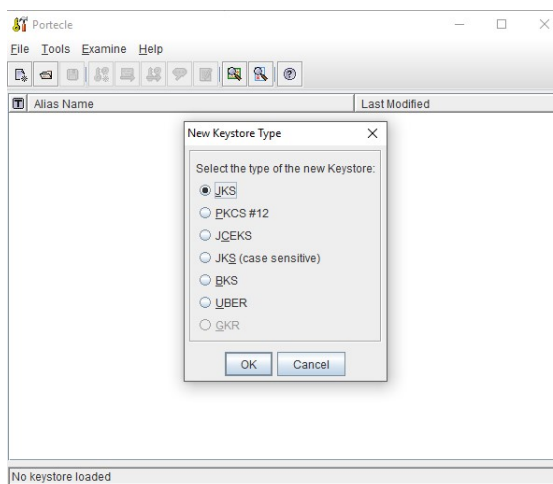 Portecle
File Tools Examine Help
T Alias Name Last Modified
New Keystore Type
Select the type of the new Keystore:
JKS
PKCS #12
JCEKS
JKS (case sensitive)
BKS
UBER
GKR
OK Cancel
No keystore loaded